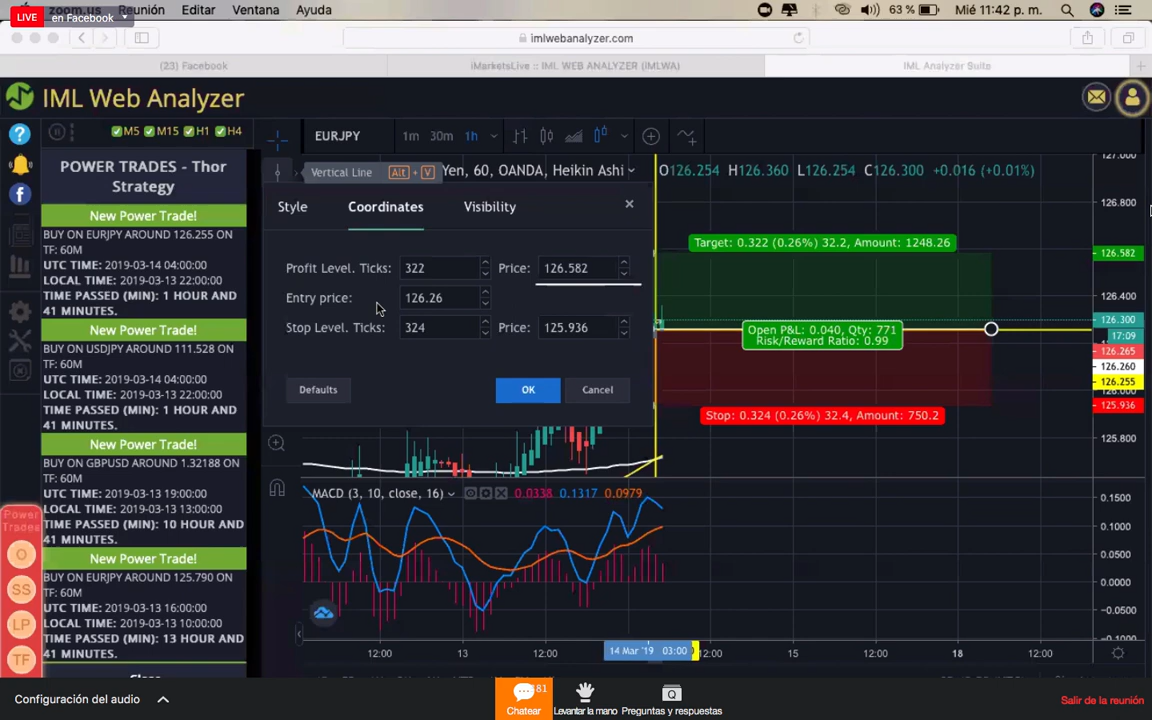 zoom.us Reunión Editar Ventana Ayuda
63 % Mié 11:42 p. m.
LIVE en Facebook
imlwebanalyzer.com
(23) Facebook
iMarketsLive :: IML WEB ANALYZER (IMLWA)
IML Analyzer Suite
IML Web Analyzer
M5 M15 H1 H4
POWER TRADES - Thor
Strategy
New Power Trade!
BUY ON EURJPY AROUND 126.255 ON
TF: 60M
UTC TIME: 2019-03-14 04:00:00
LOCAL TIME: 2019-03-13 22:00:00
TIME PASSED (MIN): 1 HOUR AND
41 MINUTES.
New Power Trade!
BUY ON USDJPY AROUND 111.528 ON
TF: 60M
UTC TIME: 2019-03-14 04:00:00
LOCAL TIME: 2019-03-13 22:00:00
TIME PASSED (MIN): 1 HOUR AND
41 MINUTES.
New Power Trade!
BUY ON GBPUSD AROUND 1.32188 ON
TF: 60M
UTC TIME: 2019-03-13 19:00:00
LOCAL TIME: 2019-03-13 13:00:00
TIME PASSED (MIN): 10 HOUR AND
41 MINUTES.
New Power Trade!
BUY ON EURJPY AROUND 125.790 ON
TF: 60M
UTC TIME: 2019-03-13 16:00:00
LOCAL TIME: 2019-03-13 10:00:00
TIME PASSED (MIN): 13 HOUR AND
41 MINUTES.
Close
Power
Trades
O
SS
LP
TF
EURJPY 1m 30m 1h
Vertical Line Alt + V
Yen, 60, OANDA, Heikin Ashi
O126.254 H126.360 L126.254 C126.300 +0.016 (+0.01%)
Style Coordinates Visibility
Profit Level. Ticks: 322 Price: 126.582
Entry price: 126.26
Stop Level. Ticks: 324 Price: 125.936
Defaults OK Cancel
Target: 0.322 (0.26%) 32.2, Amount: 1248.26
Open P&L: 0.040, Qty: 771
Risk/Reward Ratio: 0.99
Stop: 0.324 (0.26%) 32.4, Amount: 750.2
127.000
126.800
126.582
126.400
126.300
17:09
126.265
126.260
126.255
126.000
125.936
125.800
MACD (3, 10, close, 16) 0.0338 0.1317 0.0979
0.1500
0.1000
0.0500
0.0000
-0.0500
-0.1000
12:00 13 12:00 14 Mar '19 03:00 12:00 15 12:00 18 12:00
Configuración del audio
181
Chatear
Levantar la mano
Preguntas y respuestas
Salir de la reunión